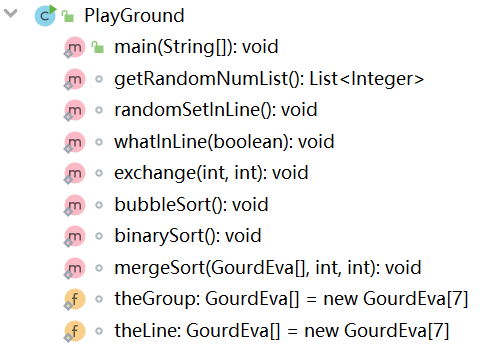 PlayGround
main(String[]): void
getRandomNumList(): List<Integer>
randomSetInLine(): void
whatInLine(boolean): void
exchange(int, int): void
bubbleSort(): void
binarySort(): void
mergeSort(GourdEva[], int, int): void
theGroup: GourdEva[] = new GourdEva[7]
theLine: GourdEva[] = new GourdEva[7]